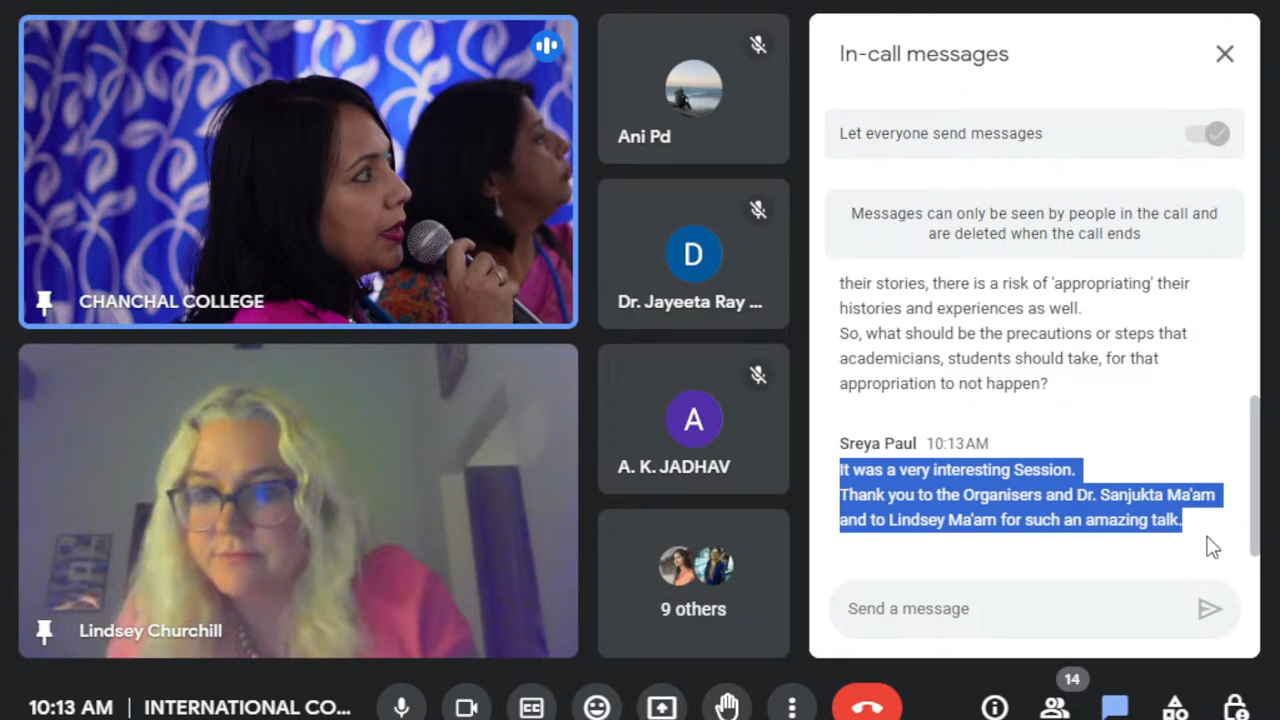 CHANCHAL COLLEGE
Lindsey Churchill
Ani Pd
D
Dr. Jayeeta Ray ...
A
A. K. JADHAV
9 others
In-call messages
Let everyone send messages
Messages can only be seen by people in the call and
are deleted when the call ends
their stories, there is a risk of 'appropriating' their
histories and experiences as well.
So, what should be the precautions or steps that
academicians, students should take, for that
appropriation to not happen?
Sreya Paul 10:13 AM
It was a very interesting Session.
Thank you to the Organisers and Dr. Sanjukta Ma'am
and to Lindsey Ma'am for such an amazing talk.
Send a message
10:13 AM | INTERNATIONAL CO...
14